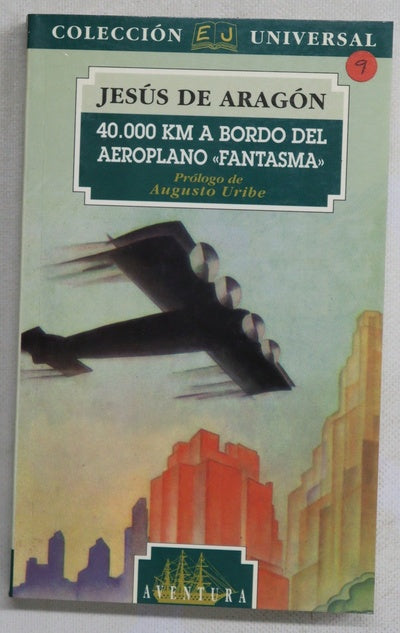 COLECCIÓN EJ UNIVERSAL
9
JESÚS DE ARAGÓN
40.000 KM A BORDO DEL
AEROPLANO «FANTASMA»
Prólogo de
Augusto Uribe
AVENTURA